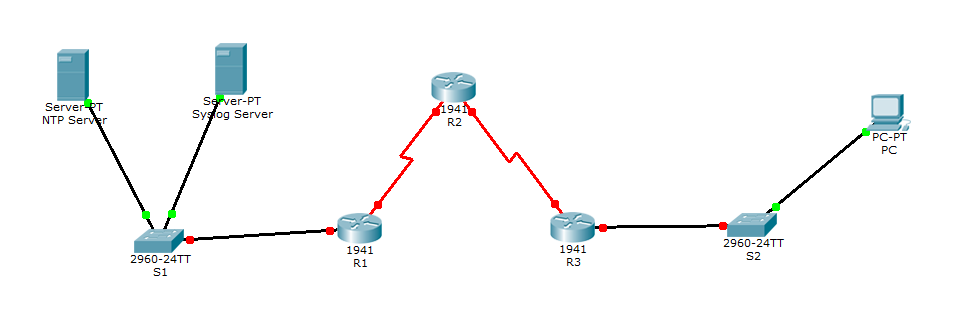 Server-PT
NTP Server
Server-PT
Syslog Server
1941
R2
PC-PT
PC
2960-24TT
S1
1941
R1
1941
R3
2960-24TT
S2